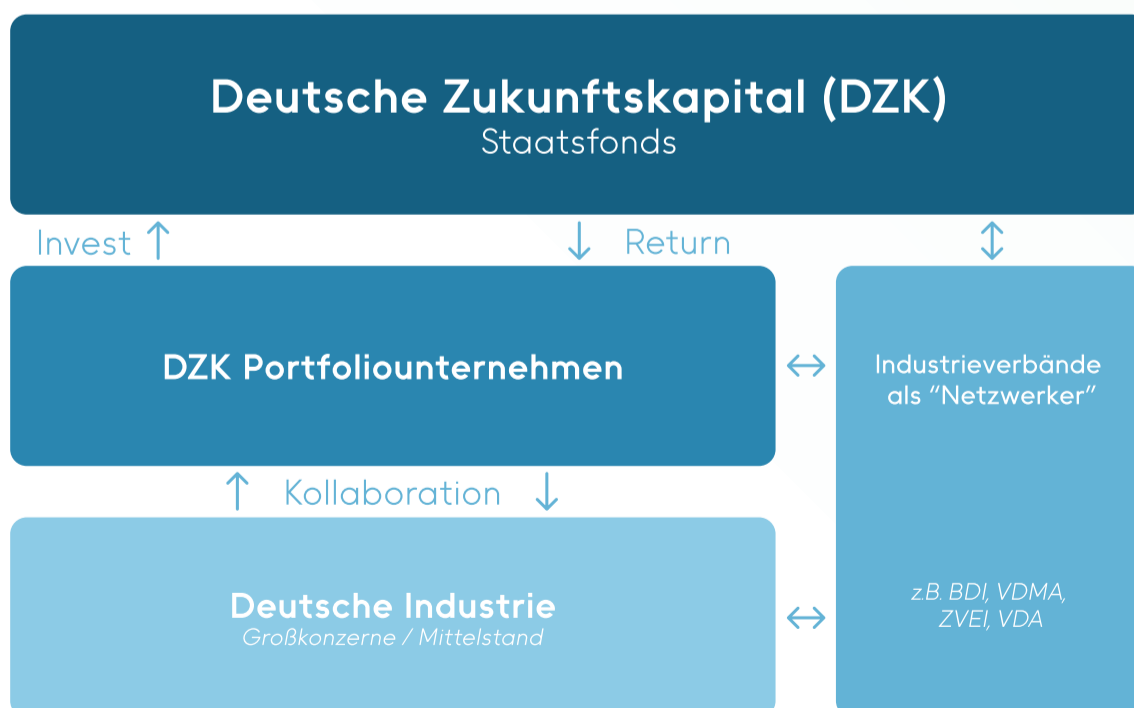 Deutsche Zukunftskapital (DZK)
Staatsfonds
Invest ↑
↓ Return
↕
DZK Portfoliounternehmen
↔
Industrieverbände
als “Netzwerker”
↑ Kollaboration ↓
Deutsche Industrie
Großkonzerne / Mittelstand
↔
z.B. BDI, VDMA,
ZVEI, VDA